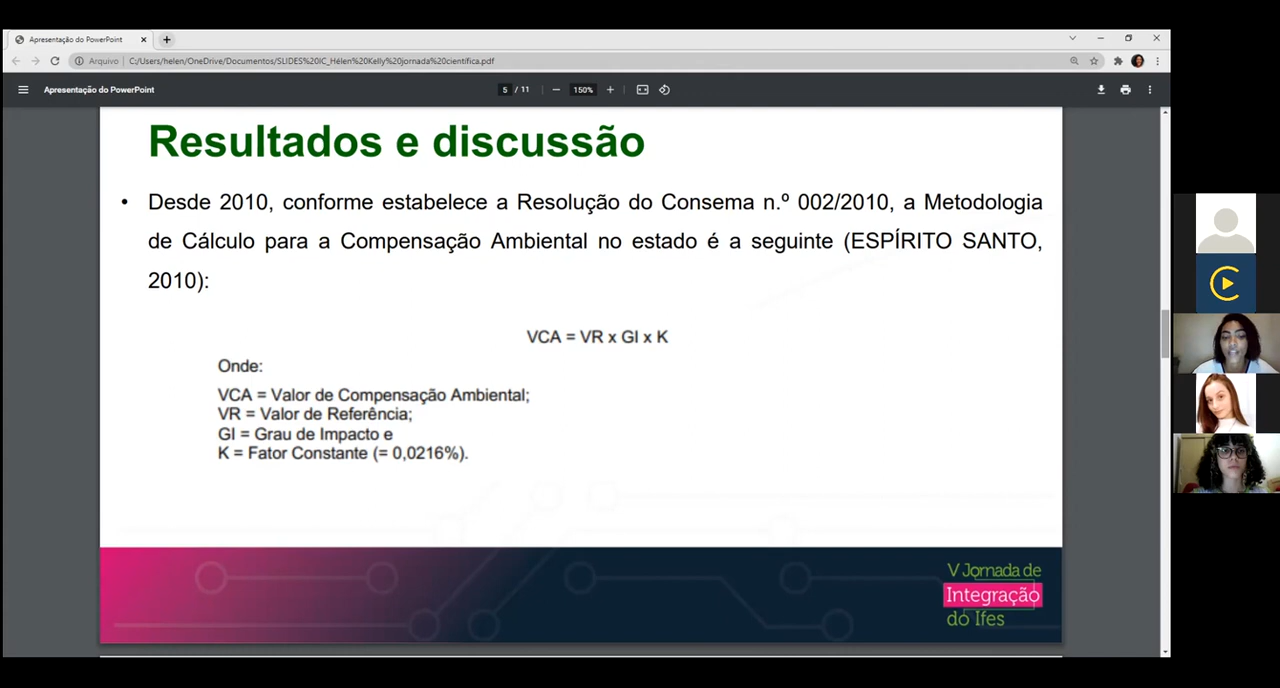 Apresentação do PowerPoint
Arquivo
C:/Users/helen/OneDrive/Documentos/SLIDES%20IC_Hélen%20Kelly%20jornada%20científica.pdf
Apresentação do PowerPoint
5 / 11
150%
Resultados e discussão
• Desde 2010, conforme estabelece a Resolução do Consema n.º 002/2010, a Metodologia
de Cálculo para a Compensação Ambiental no estado é a seguinte (ESPÍRITO SANTO,
2010):
VCA = VR x GI x K
Onde:
VCA = Valor de Compensação Ambiental;
VR = Valor de Referência;
GI = Grau de Impacto e
K = Fator Constante (= 0,0216%).
V Jornada de
Integração
do Ifes